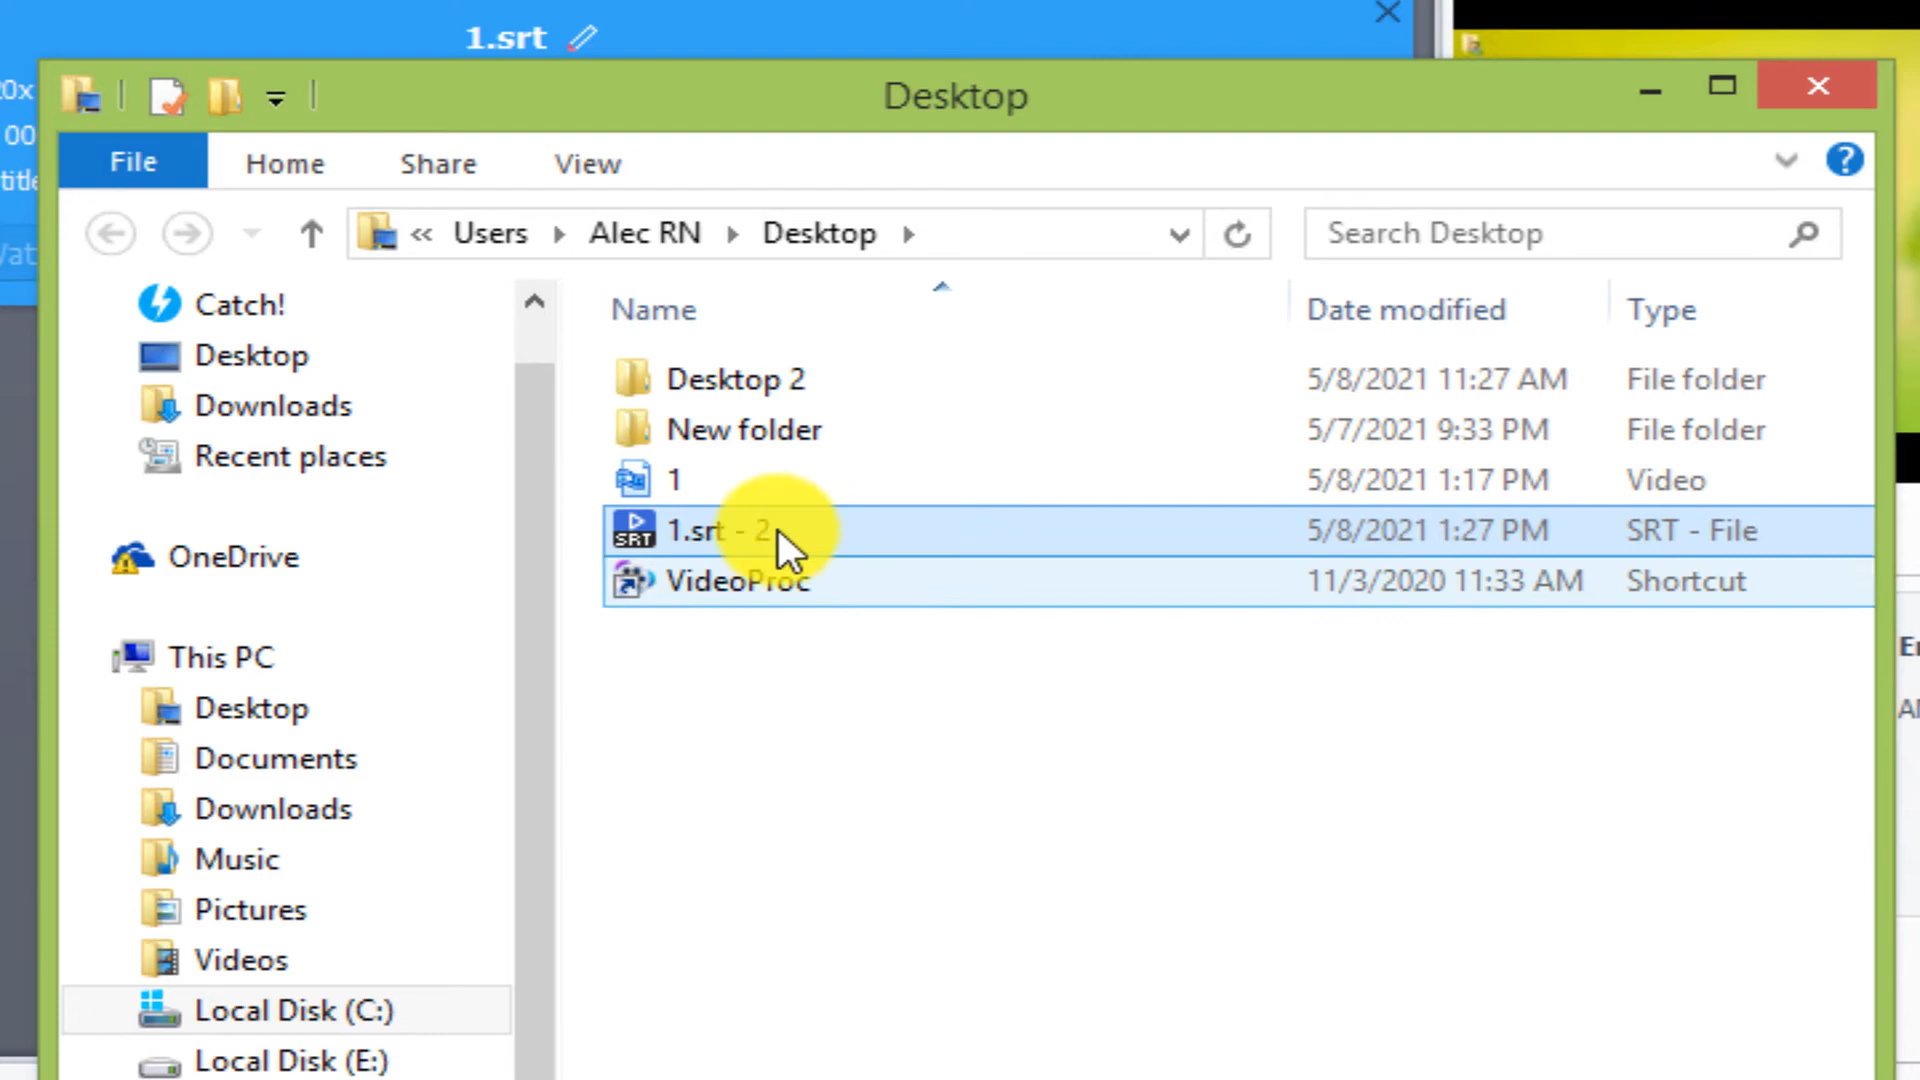 1.srt
Desktop
File Home Share View
« Users Alec RN Desktop
Search Desktop
Name Date modified Type
Desktop 2 5/8/2021 11:27 AM File folder
New folder 5/7/2021 9:33 PM File folder
1 5/8/2021 1:17 PM Video
SRT 1.srt - 2 5/8/2021 1:27 PM SRT - File
VideoProc 11/3/2020 11:33 AM Shortcut
Catch!
Desktop
Downloads
Recent places
OneDrive
This PC
Desktop
Documents
Downloads
Music
Pictures
Videos
Local Disk (C:)
Local Disk (E:)